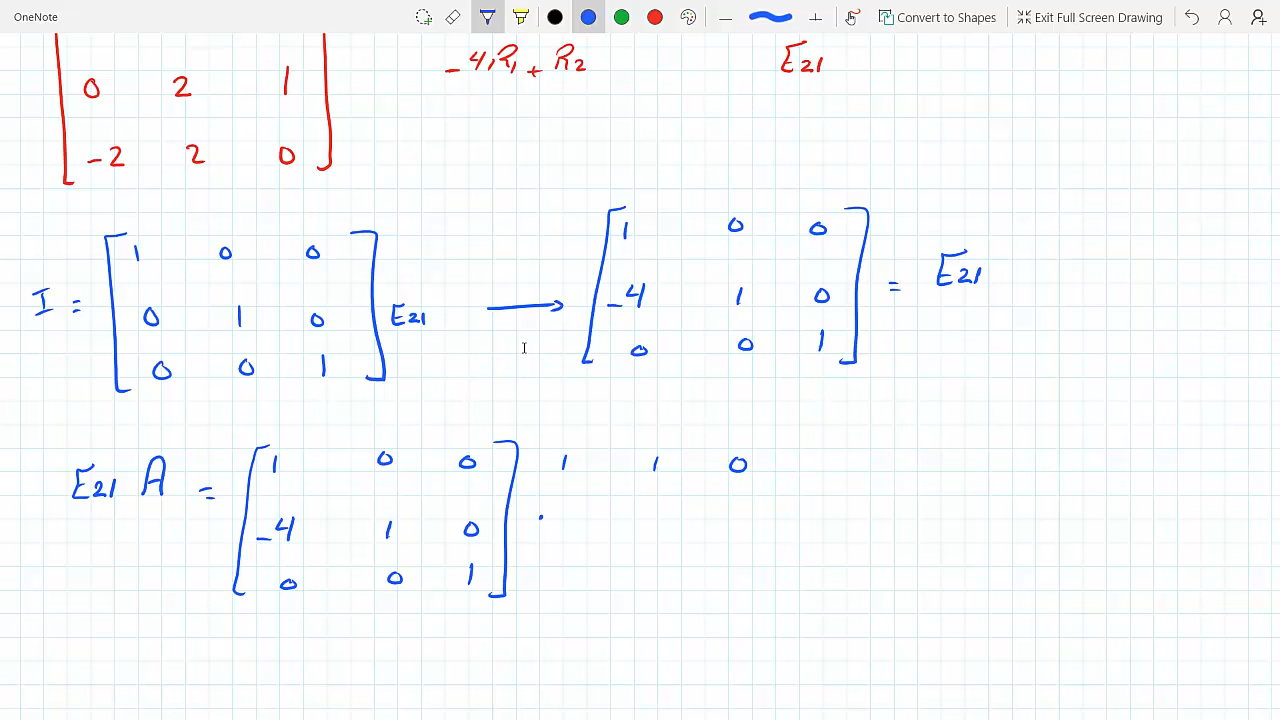 OneNote Convert to Shapes Exit Full Screen Drawing
-4R1 + R2 E21
0 2 1
-2 2 0
I = [1 0 0
0 1 0
0 0 1] E21 → [1 0 0
-4 1 0
0 0 1] = E21
E21 A = [1 0 0
-4 1 0
0 0 1] · 1 1 0